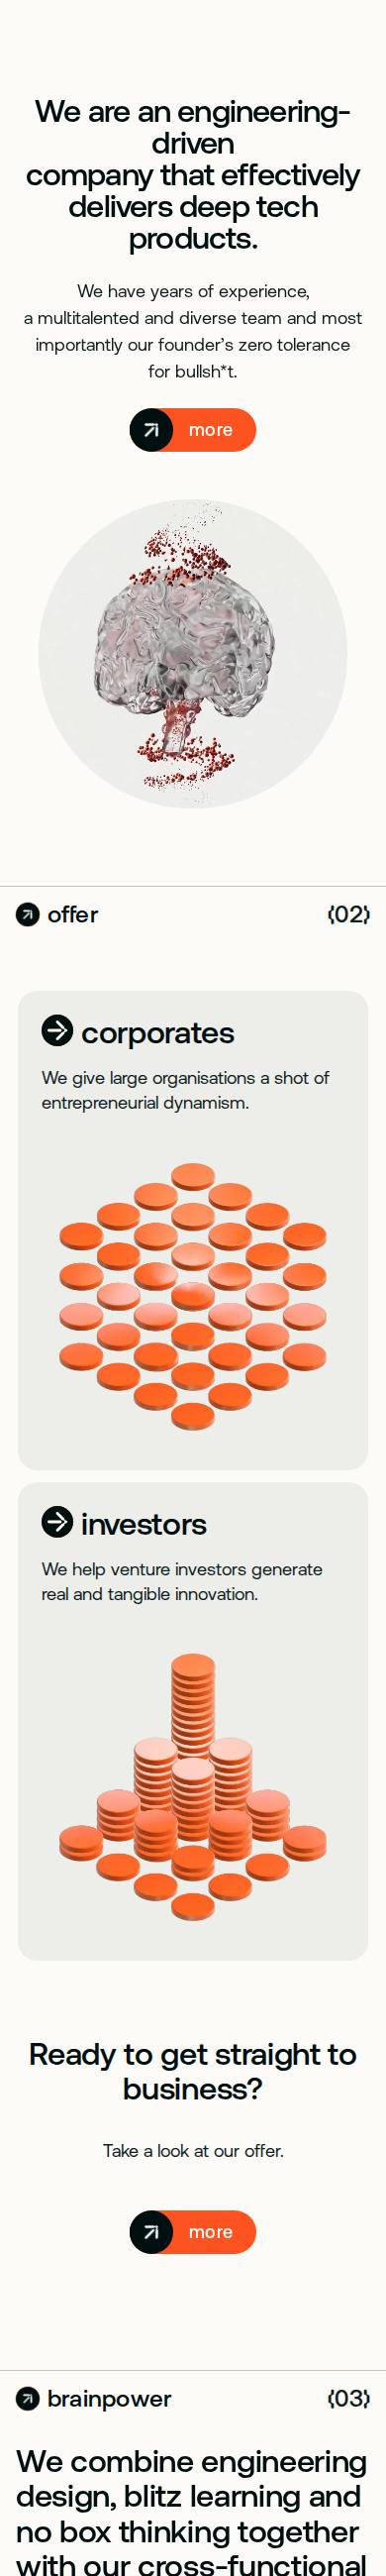 We are an engineering-
driven
company that effectively
delivers deep tech
products.
We have years of experience,
a multitalented and diverse team and most
importantly our founder’s zero tolerance
for bullsh*t.
more
offer
{02}
corporates
We give large organisations a shot of
entrepreneurial dynamism.
investors
We help venture investors generate
real and tangible innovation.
Ready to get straight to
business?
Take a look at our offer.
more
brainpower
{03}
We combine engineering
design, blitz learning and
no box thinking together
with our cross-functional